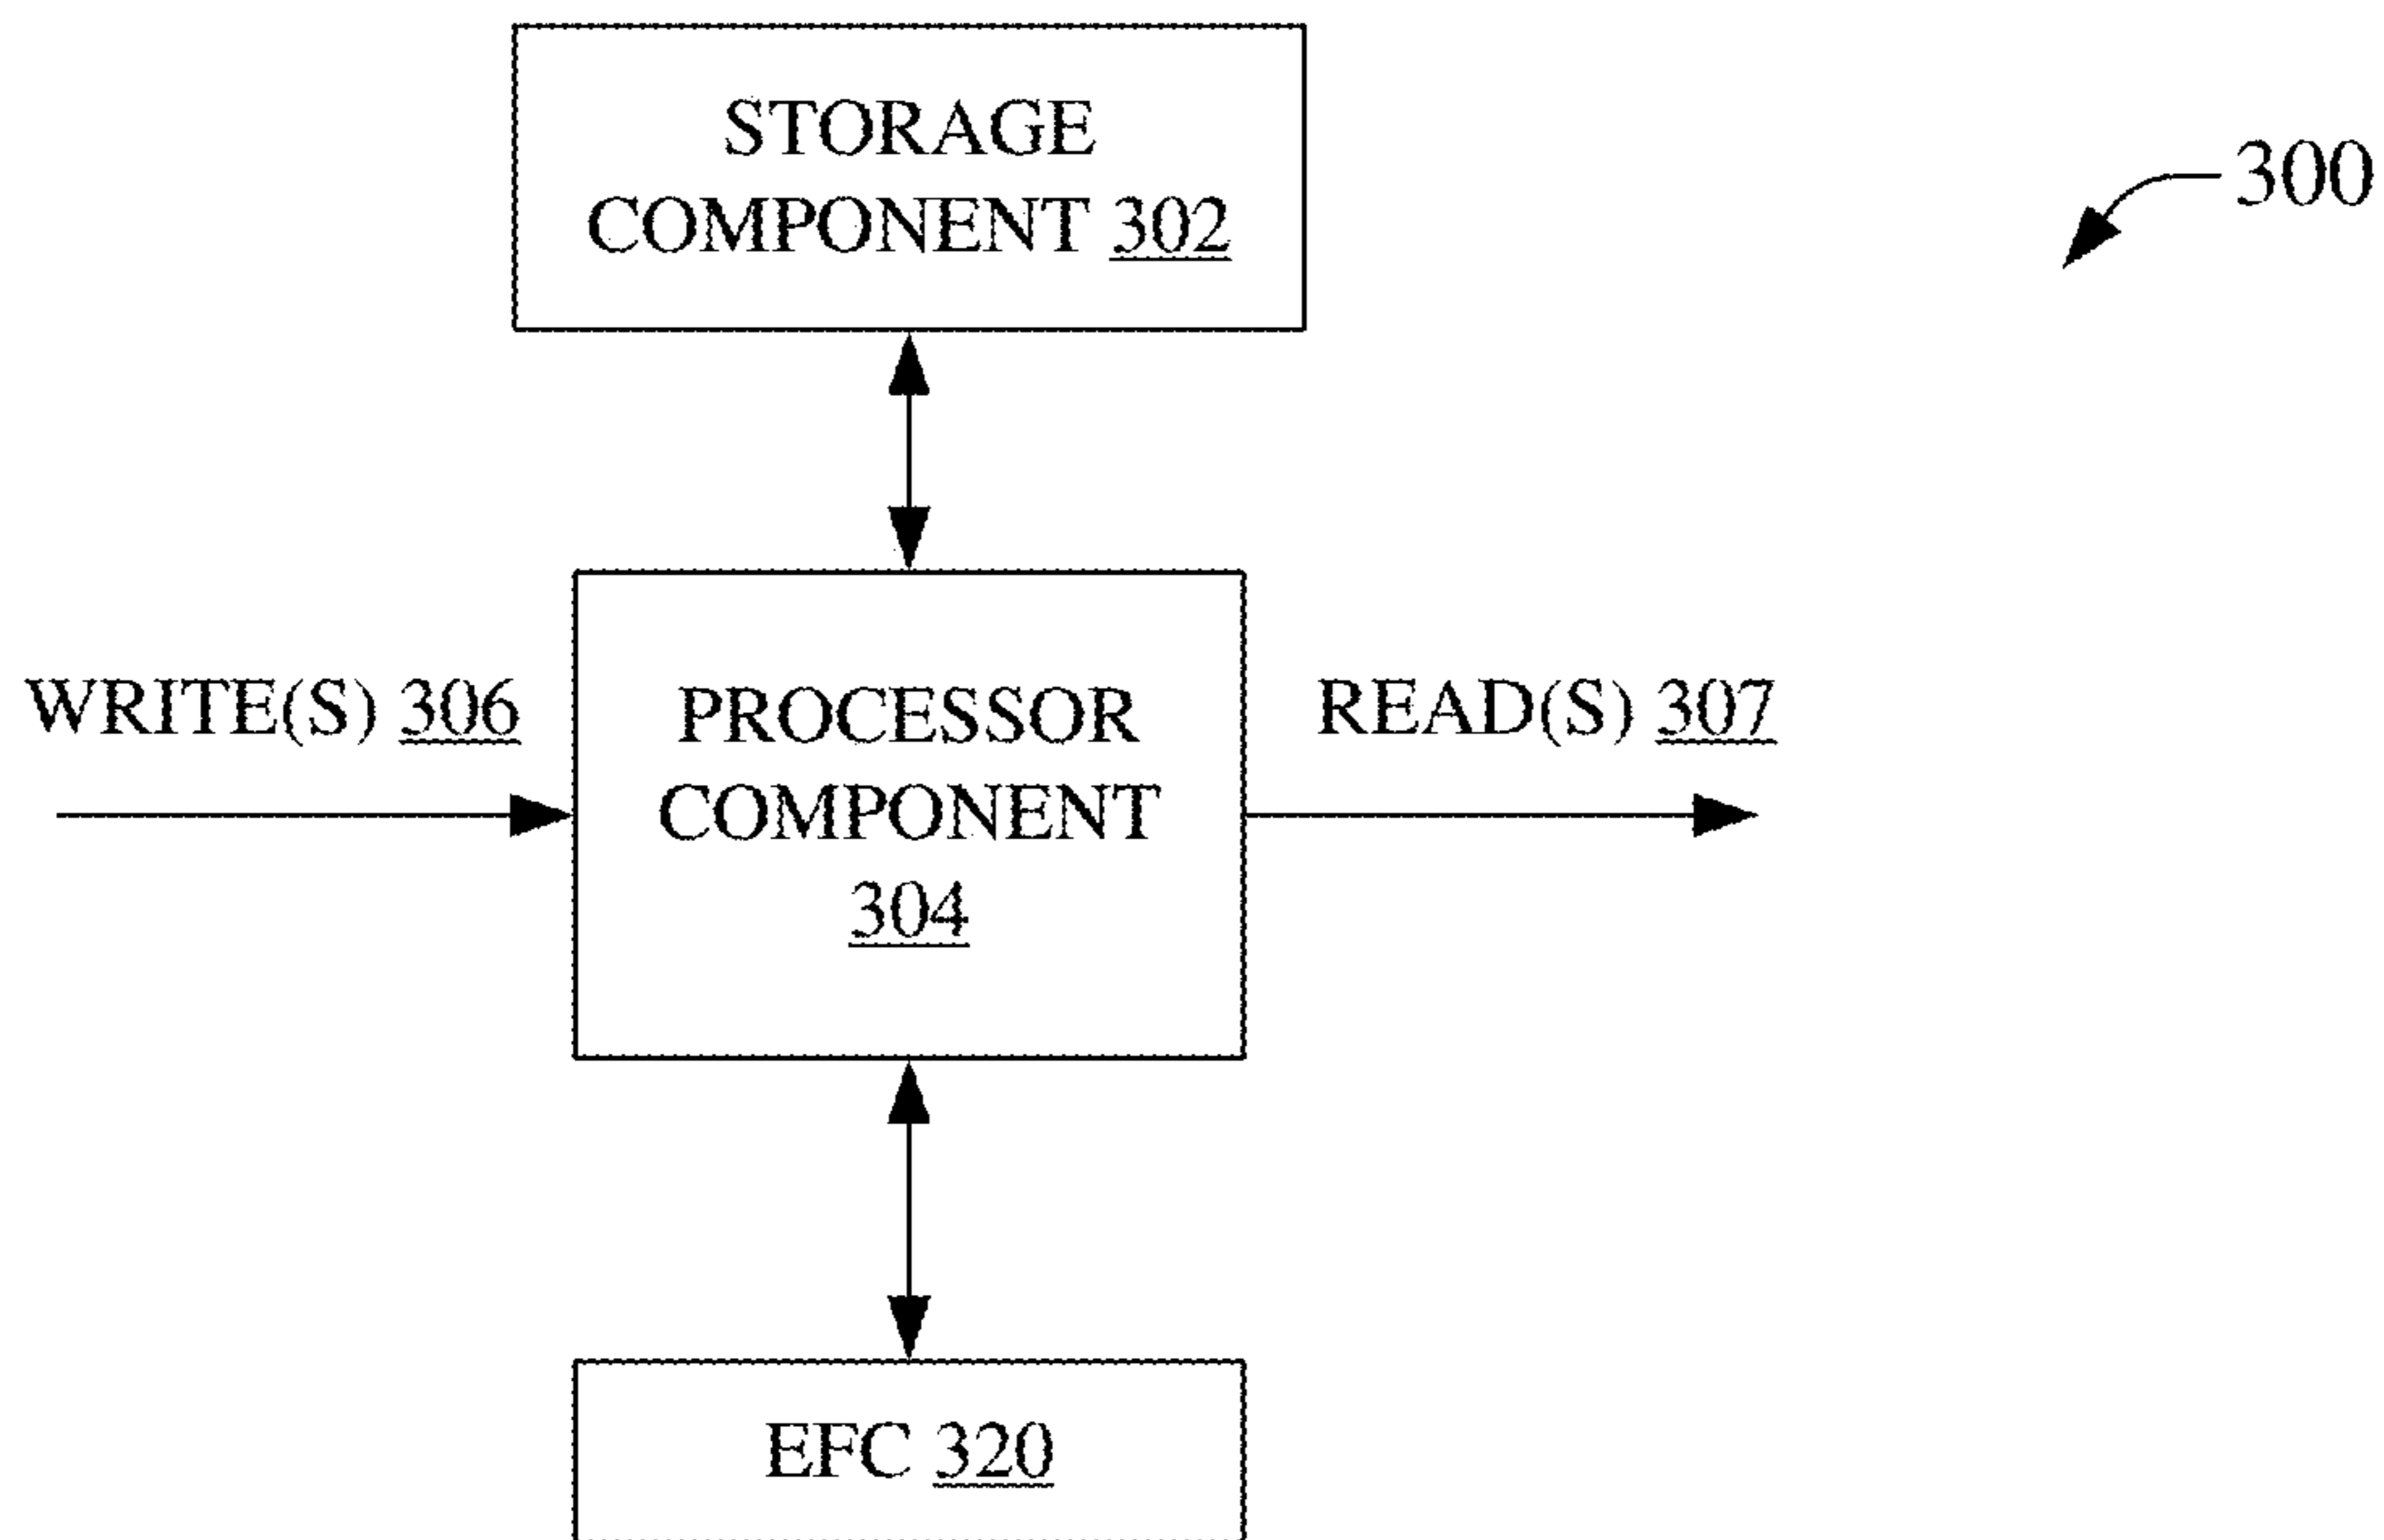 STORAGE
COMPONENT 302
300
WRITE(S) 306
PROCESSOR
COMPONENT
304
READ(S) 307
EFC 320